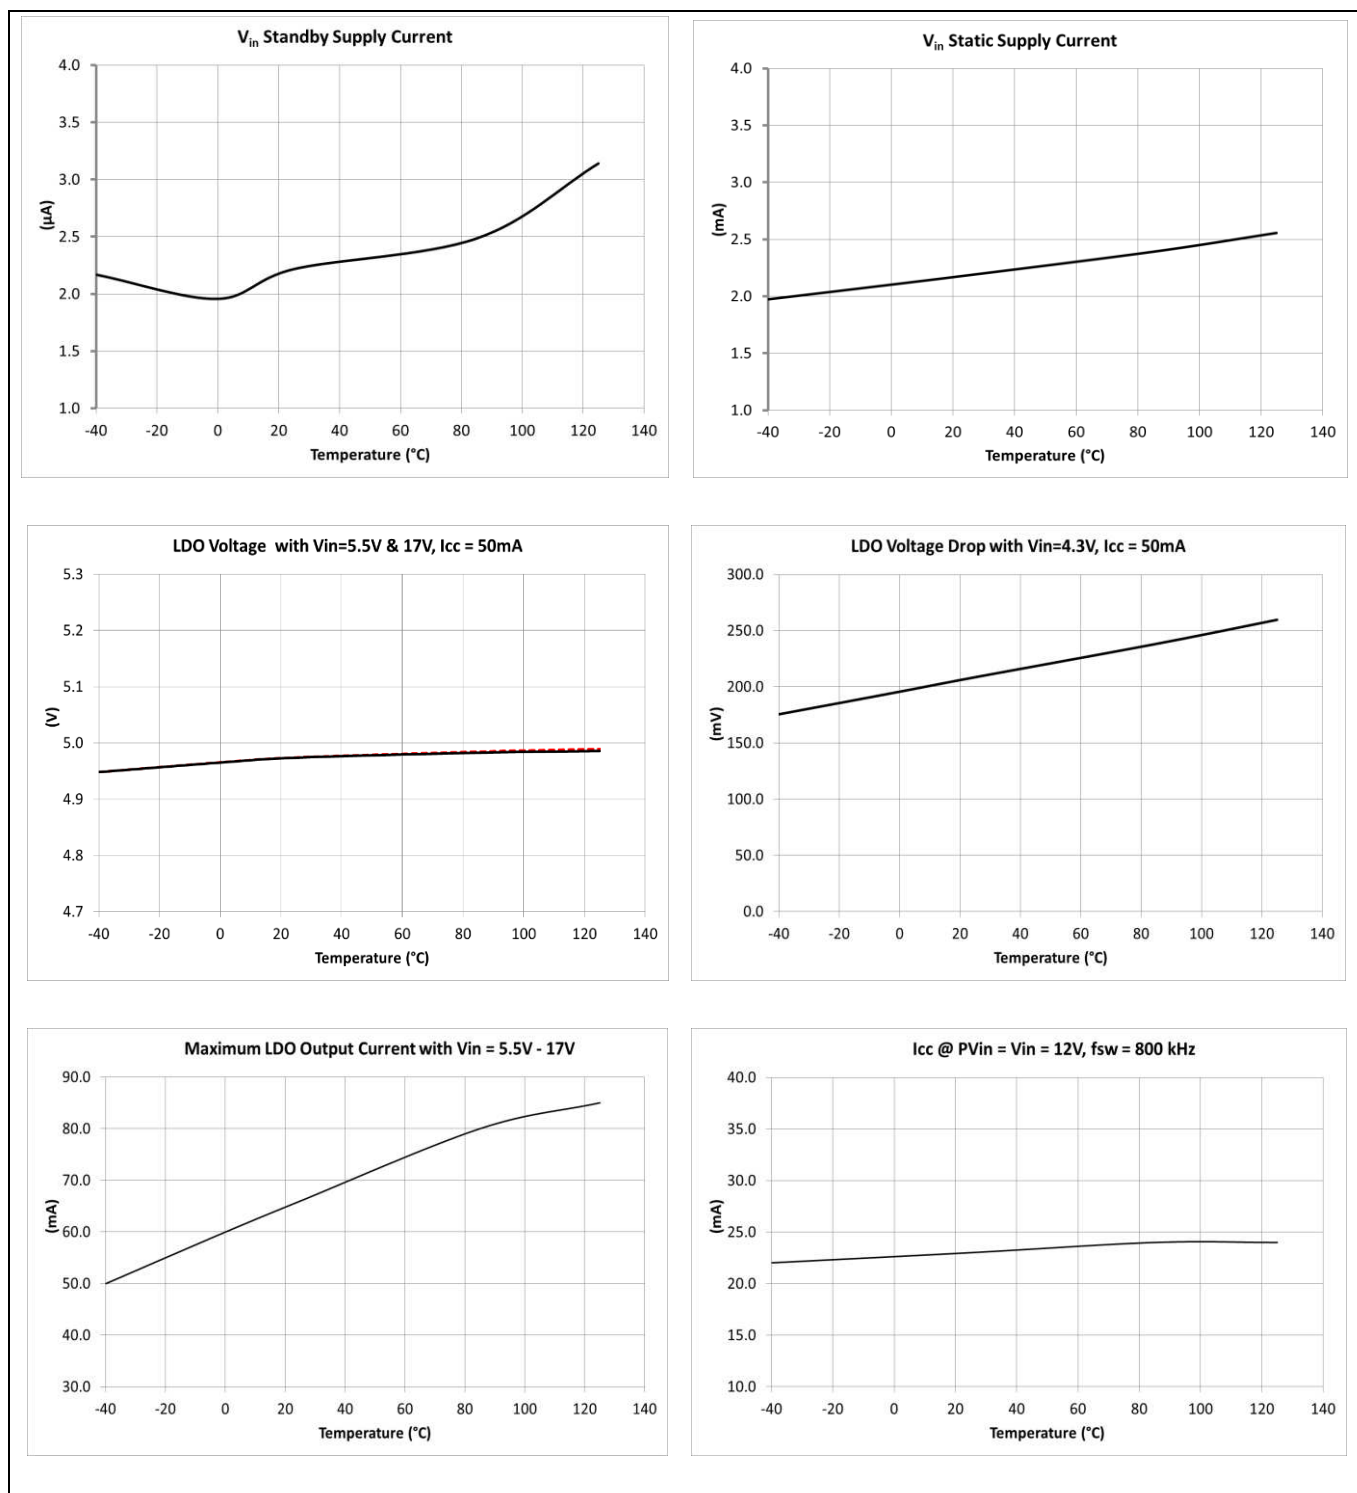 V_in Standby Supply Current
4.0
3.5
3.0
2.5
2.0
1.5
1.0
(µA)
-40 -20 0 20 40 60 80 100 120 140
Temperature (°C)
V_in Static Supply Current
4.0
3.5
3.0
2.5
2.0
1.5
1.0
(mA)
-40 -20 0 20 40 60 80 100 120 140
Temperature (°C)
LDO Voltage with Vin=5.5V & 17V, Icc = 50mA
5.3
5.2
5.1
5.0
4.9
4.8
4.7
(V)
-40 -20 0 20 40 60 80 100 120 140
Temperature (°C)
LDO Voltage Drop with Vin=4.3V, Icc = 50mA
300.0
250.0
200.0
150.0
100.0
50.0
0.0
(mV)
-40 -20 0 20 40 60 80 100 120 140
Temperature (°C)
Maximum LDO Output Current with Vin = 5.5V - 17V
90.0
80.0
70.0
60.0
50.0
40.0
30.0
(mA)
-40 -20 0 20 40 60 80 100 120 140
Temperature (°C)
Icc @ PVin = Vin = 12V, fsw = 800 kHz
40.0
35.0
30.0
25.0
20.0
15.0
10.0
(mA)
-40 -20 0 20 40 60 80 100 120 140
Temperature (°C)